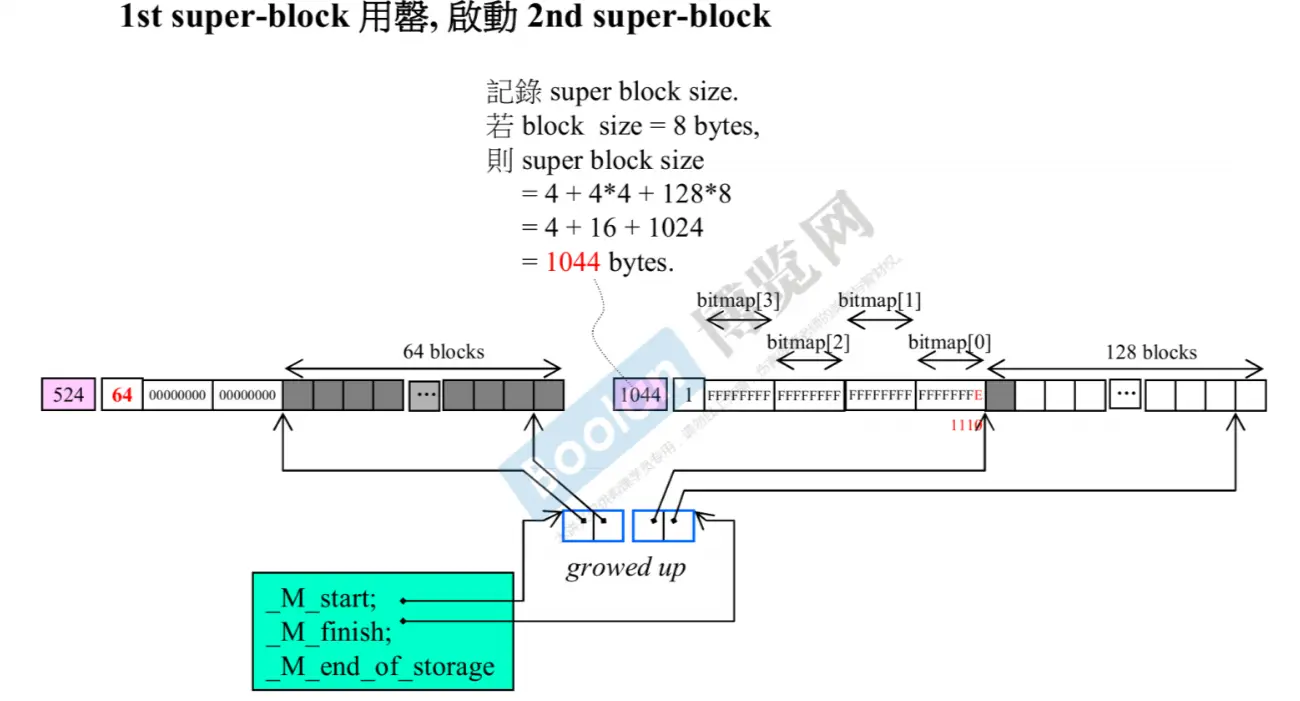 1st super-block 用罄, 啟動 2nd super-block
記錄 super block size.
若 block size = 8 bytes,
則 super block size
= 4 + 4*4 + 128*8
= 4 + 16 + 1024
= 1044 bytes.
bitmap[3] bitmap[1]
64 blocks bitmap[2] bitmap[0] 128 blocks
524 64 00000000 00000000 ... 1044 1 FFFFFFFF FFFFFFFF FFFFFFFF FFFFFFFE ...
1110
growed up
_M_start;
_M_finish;
_M_end_of_storage
Boolan
博览网